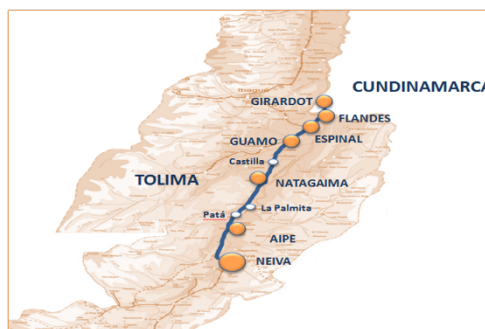 CUNDINAMARCA
GIRARDOT
FLANDES
ESPINAL
GUAMO
Castilla
TOLIMA
NATAGAIMA
La Palmita
Patá
AIPE
NEIVA